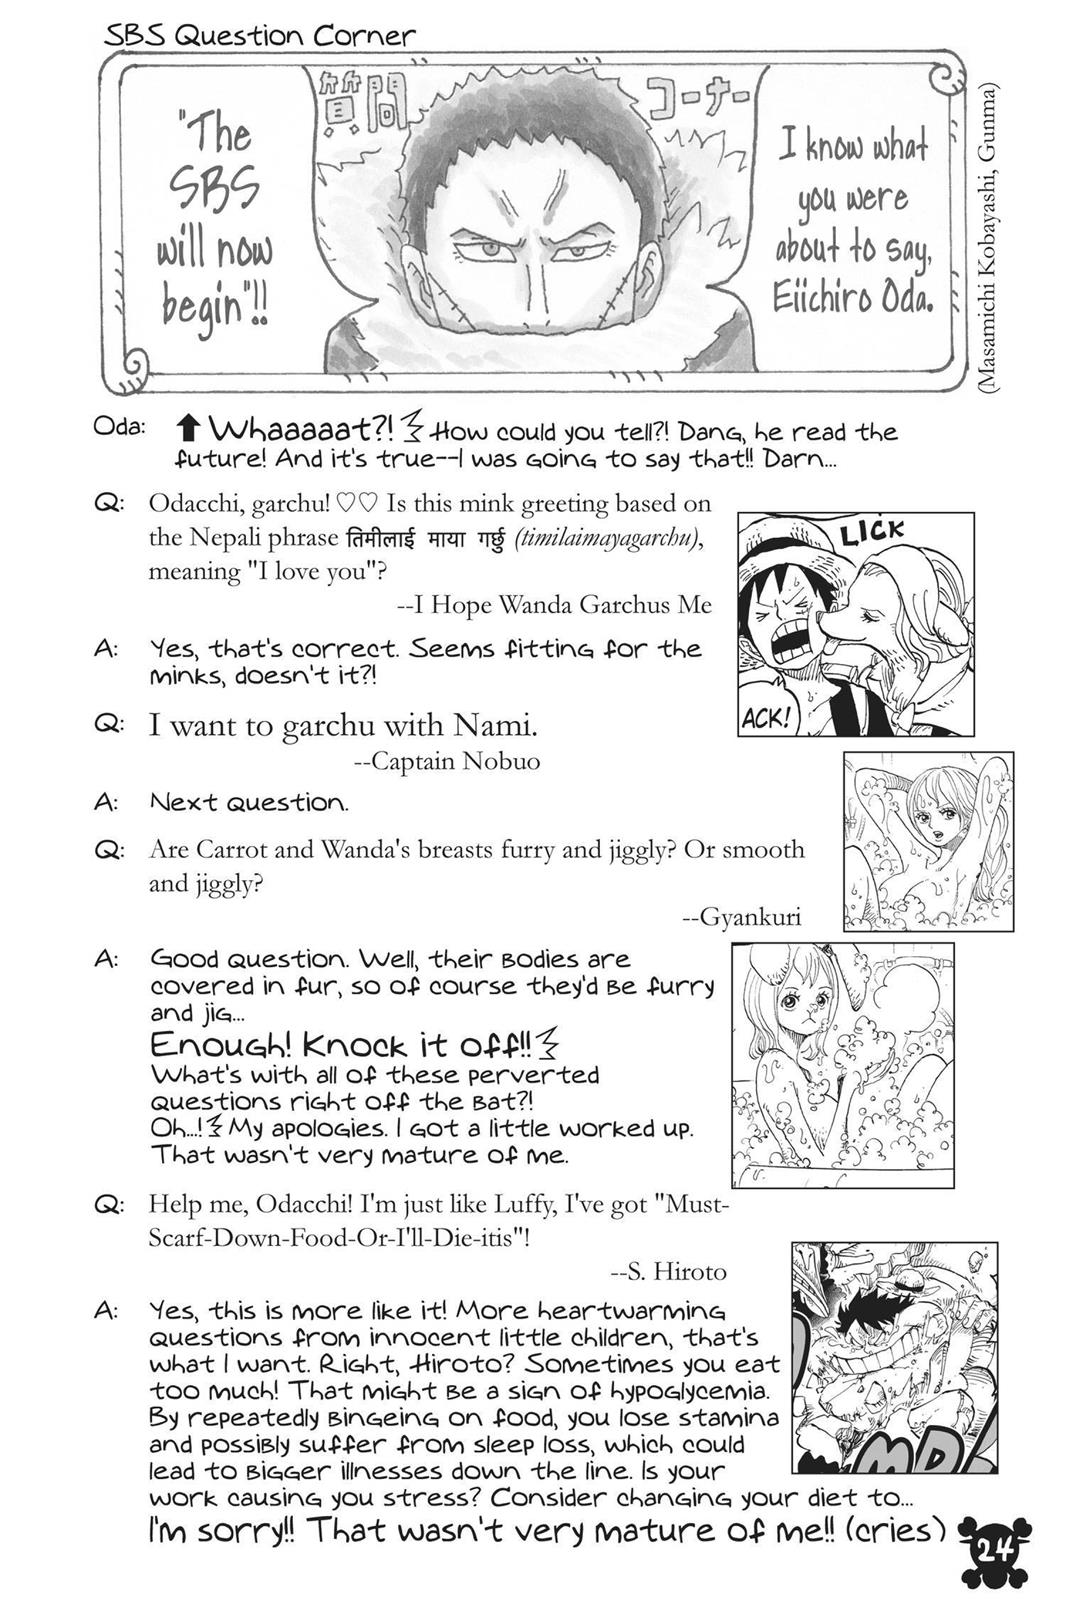 SBS Question Corner
質問
コーナー
"The
SBS
will now
begin"!!
I know what
you were
about to say,
Eiichiro Oda.
(Masamichi Kobayashi, Gunma)
Oda: ⬆ Whaaaaat?! How could you tell?! Dang, he read the
future! And it's true--I was going to say that!! Darn...
Q: Odacchi, garchu! ♡♡ Is this mink greeting based on
the Nepali phrase तिमीलाई माया गर्छु (timilaimayagarchu),
meaning "I love you"?
--I Hope Wanda Garchus Me
LICK
ACK!
A: Yes, that's correct. Seems fitting for the
minks, doesn't it?!
Q: I want to garchu with Nami.
--Captain Nobuo
A: Next question.
Q: Are Carrot and Wanda's breasts furry and jiggly? Or smooth
and jiggly?
--Gyankuri
A: Good question. Well, their bodies are
covered in fur, so of course they'd be furry
and jig...
Enough! Knock it off!!
What's with all of these perverted
questions right off the bat?!
Oh...! My apologies. I got a little worked up.
That wasn't very mature of me.
Q: Help me, Odacchi! I'm just like Luffy, I've got "Must-
Scarf-Down-Food-Or-I'll-Die-itis"!
--S. Hiroto
A: Yes, this is more like it! More heartwarming
questions from innocent little children, that's
what I want. Right, Hiroto? Sometimes you eat
too much! That might be a sign of hypoglycemia.
By repeatedly bingeing on food, you lose stamina
and possibly suffer from sleep loss, which could
lead to bigger illnesses down the line. Is your
work causing you stress? Consider changing your diet to...
I'm sorry!! That wasn't very mature of me!! (cries)
24